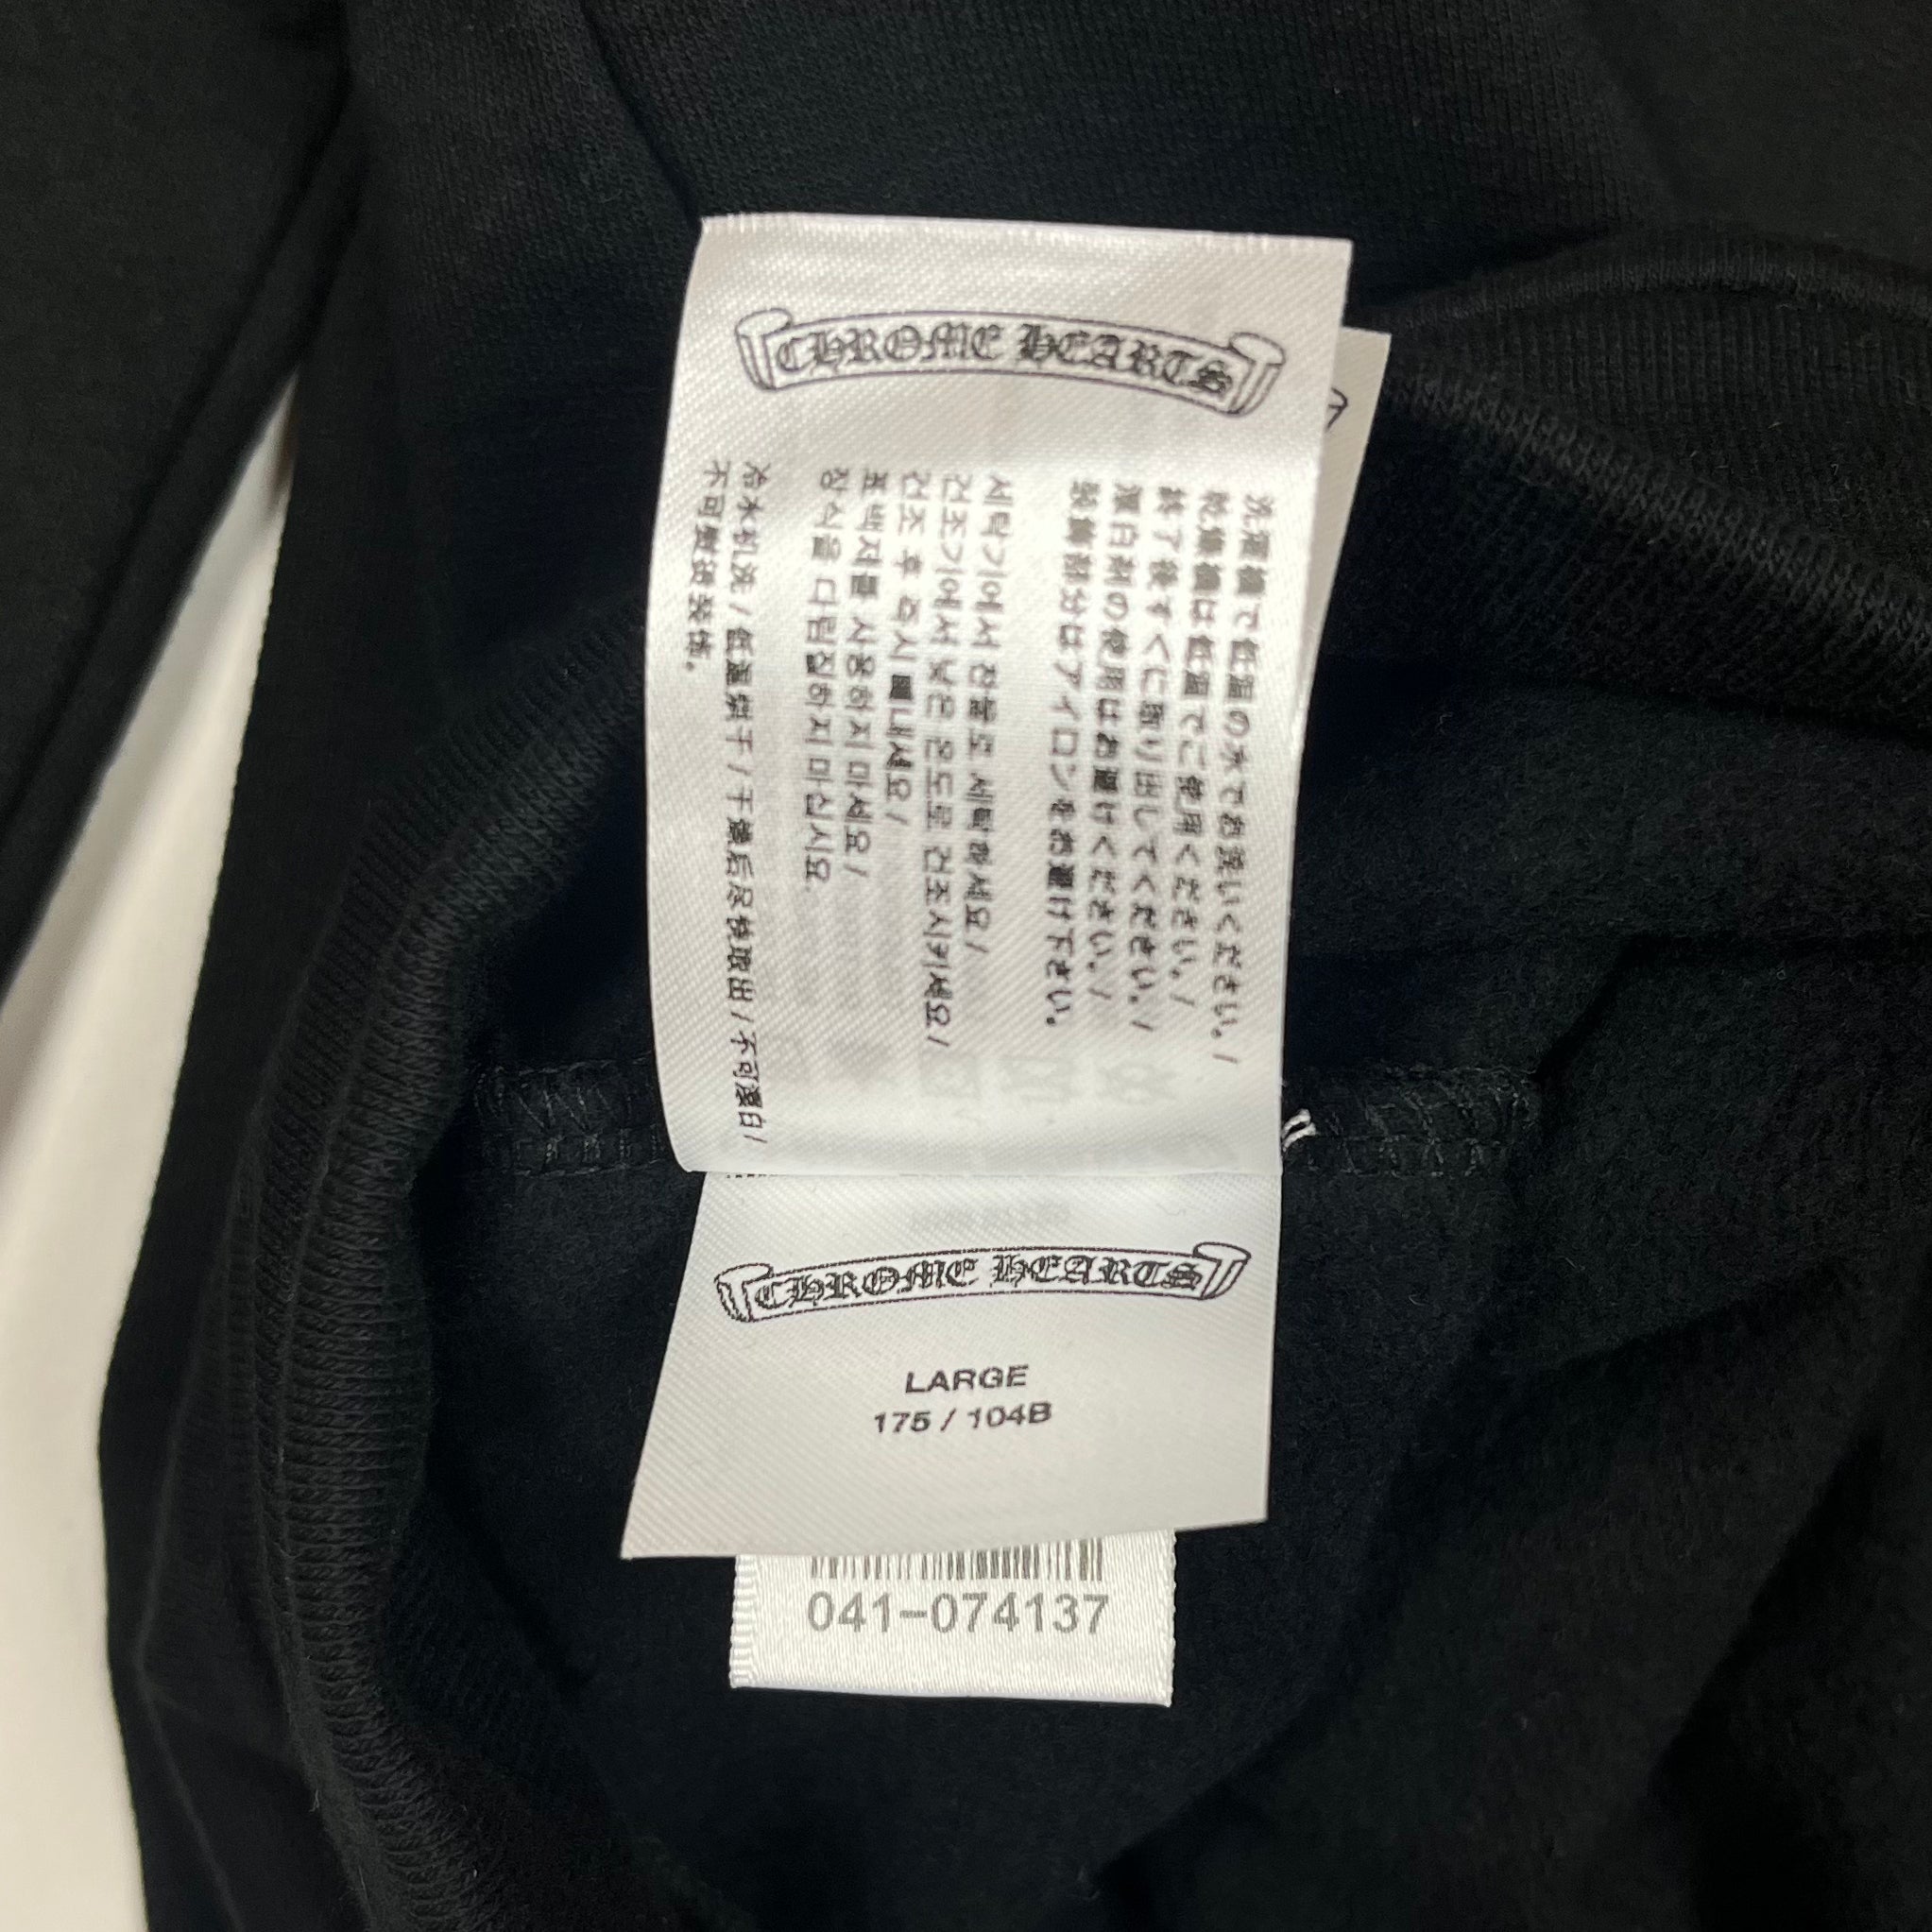 CHROME HEARTS
洗濯機で低温の水でお洗いください。/
乾燥機は低温でご使用ください。/
終了後すぐに取り出してください。/
漂白剤の使用はお避けください。/
装飾部分はアイロンをお避け下さい。
세탁기에서 찬물로 세탁하세요/
건조기에서 낮은 온도로 건조시키세요/
건조 후 즉시 빼내세요/
표백저를 사용하지 마세요/
장식을 다림질하지 마십시요.
冷水机洗/低温烘干/干燥后尽快取出/不可漂白/
不可熨烫装饰。
CHROME HEARTS
LARGE
175 / 104B
041-074137